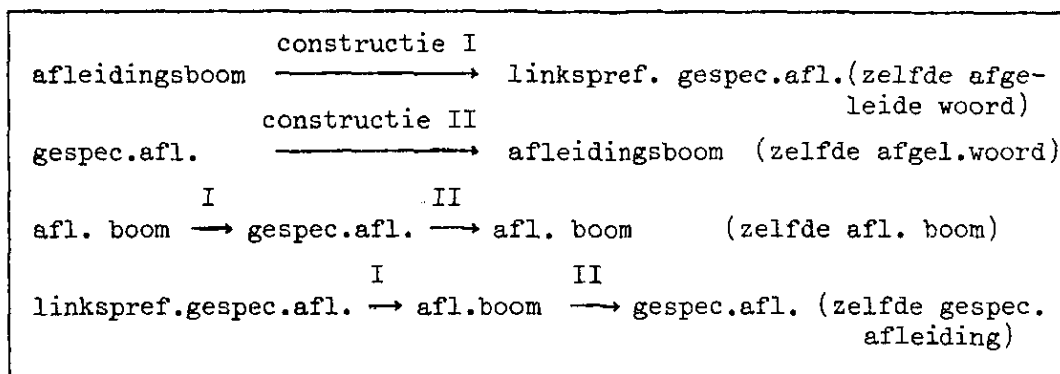 constructie I
afleidingsboom ⟶ linkspref. gespec.afl.(zelfde afge-
leide woord)
constructie II
gespec.afl. ⟶ afleidingsboom (zelfde afgel.woord)
I II
afl. boom ⟶ gespec.afl. ⟶ afl. boom (zelfde afl. boom)
I II
linkspref.gespec.afl. ⟶ afl.boom ⟶ gespec.afl. (zelfde gespec.
afleiding)